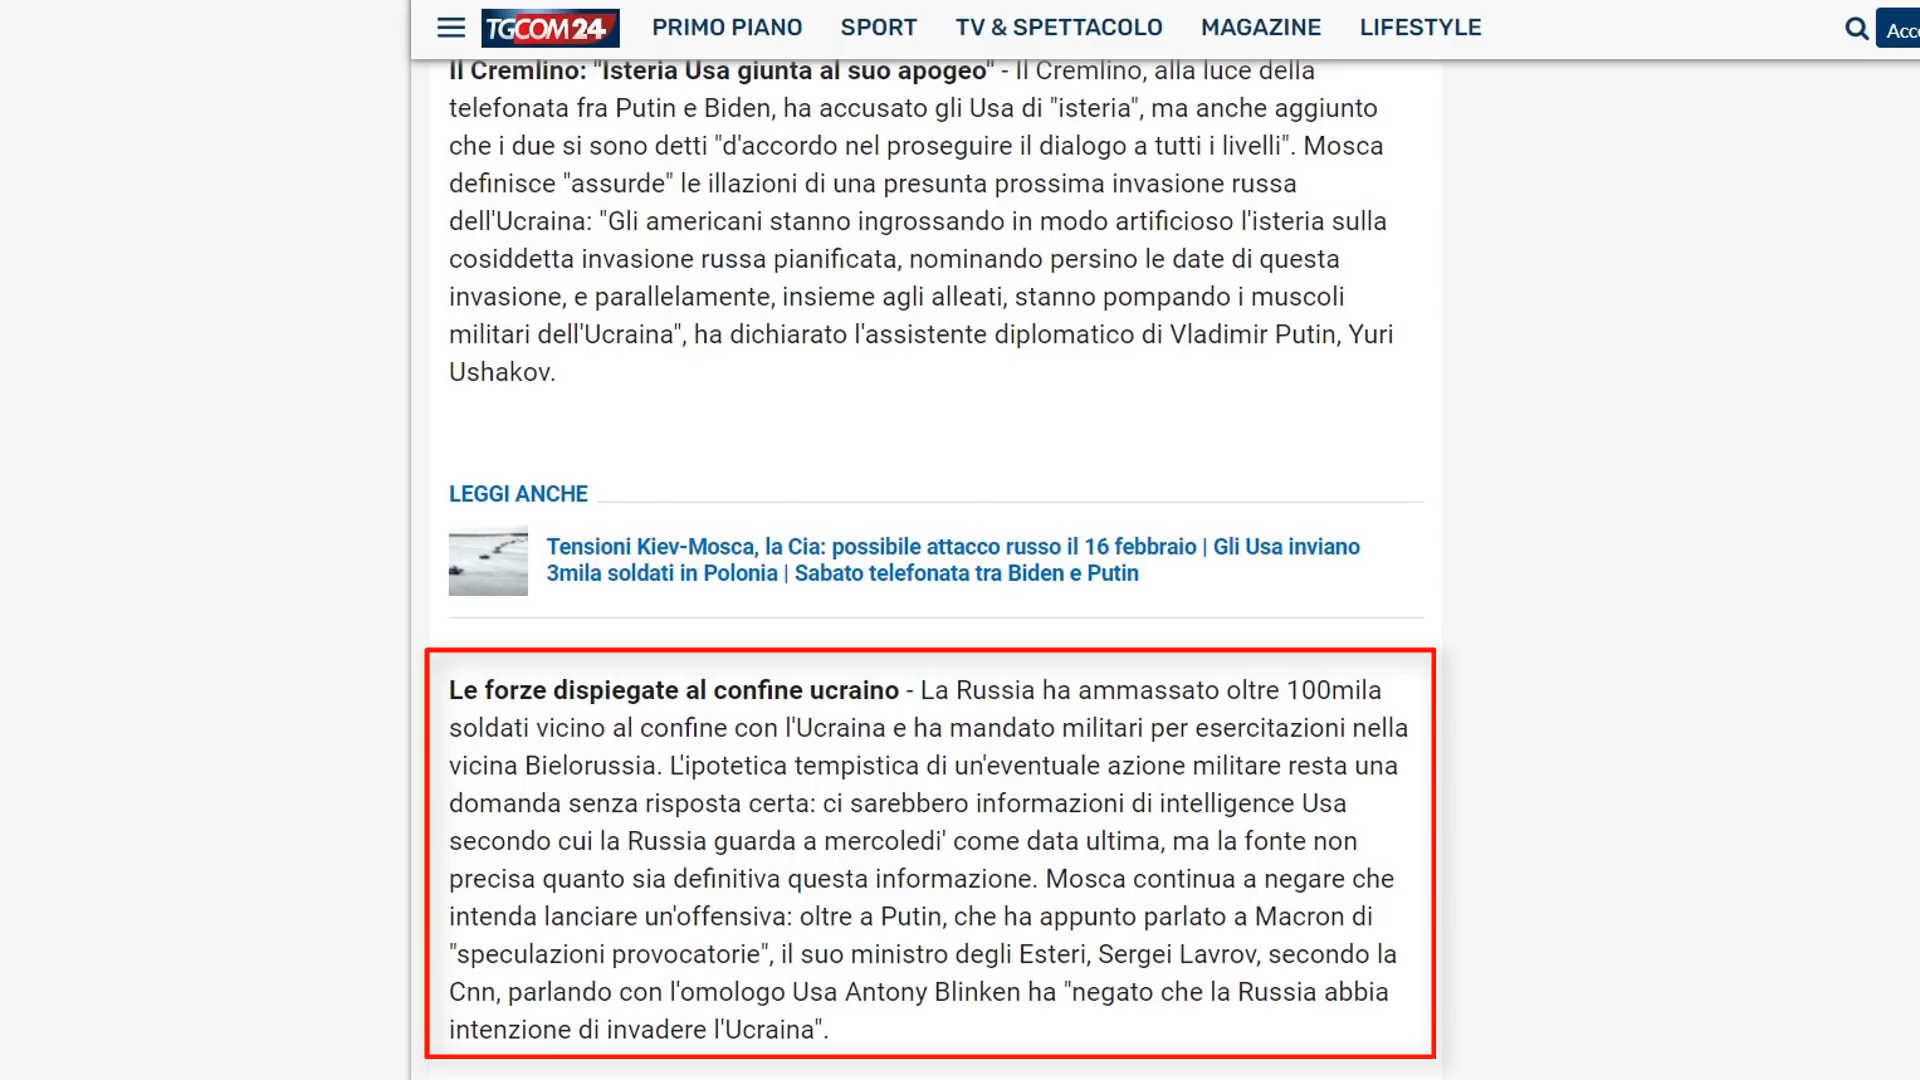 TGCOM24 PRIMO PIANO SPORT TV & SPETTACOLO MAGAZINE LIFESTYLE
Il Cremlino: "Isteria Usa giunta al suo apogeo" - Il Cremlino, alla luce della
telefonata fra Putin e Biden, ha accusato gli Usa di "isteria", ma anche aggiunto
che i due si sono detti "d'accordo nel proseguire il dialogo a tutti i livelli". Mosca
definisce "assurde" le illazioni di una presunta prossima invasione russa
dell'Ucraina: "Gli americani stanno ingrossando in modo artificioso l'isteria sulla
cosiddetta invasione russa pianificata, nominando persino le date di questa
invasione, e parallelamente, insieme agli alleati, stanno pompando i muscoli
militari dell'Ucraina", ha dichiarato l'assistente diplomatico di Vladimir Putin, Yuri
Ushakov.
LEGGI ANCHE
Tensioni Kiev-Mosca, la Cia: possibile attacco russo il 16 febbraio | Gli Usa inviano
3mila soldati in Polonia | Sabato telefonata tra Biden e Putin
Le forze dispiegate al confine ucraino - La Russia ha ammassato oltre 100mila
soldati vicino al confine con l'Ucraina e ha mandato militari per esercitazioni nella
vicina Bielorussia. L'ipotetica tempistica di un'eventuale azione militare resta una
domanda senza risposta certa: ci sarebbero informazioni di intelligence Usa
secondo cui la Russia guarda a mercoledi' come data ultima, ma la fonte non
precisa quanto sia definitiva questa informazione. Mosca continua a negare che
intenda lanciare un'offensiva: oltre a Putin, che ha appunto parlato a Macron di
"speculazioni provocatorie", il suo ministro degli Esteri, Sergei Lavrov, secondo la
Cnn, parlando con l'omologo Usa Antony Blinken ha "negato che la Russia abbia
intenzione di invadere l'Ucraina".